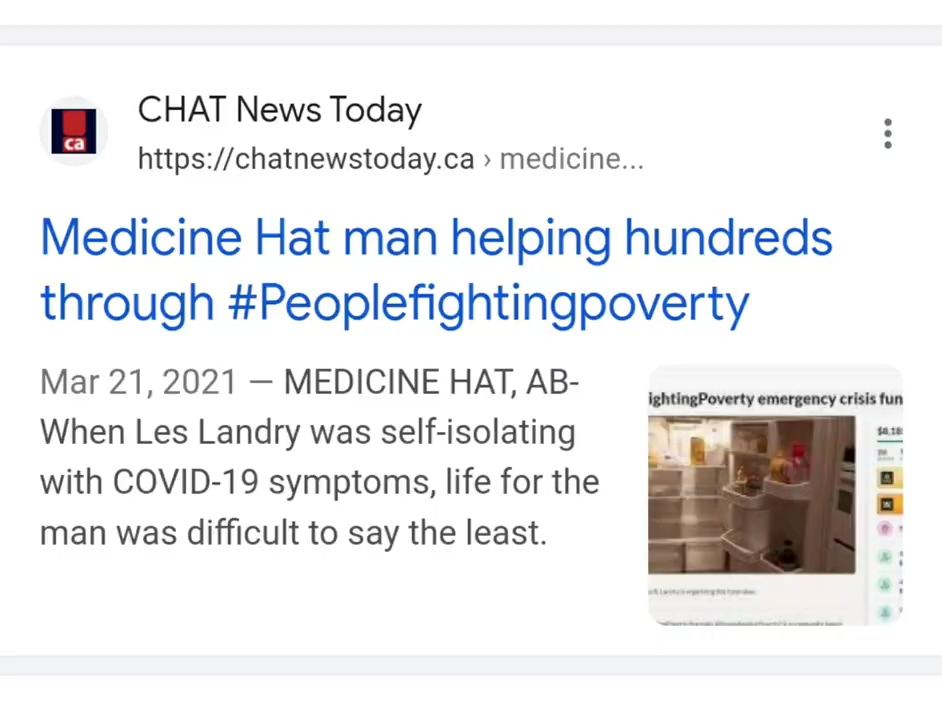 CHAT News Today
ca
https://chatnewstoday.ca › medicine...
Medicine Hat man helping hundreds
through #Peoplefightingpoverty
Mar 21, 2021 — MEDICINE HAT, AB-
When Les Landry was self-isolating
with COVID-19 symptoms, life for the
man was difficult to say the least.
ightingPoverty emergency crisis fun